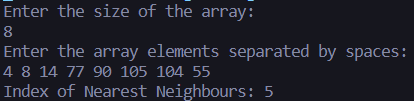 Enter the size of the array:
8
Enter the array elements separated by spaces:
4 8 14 77 90 105 104 55
Index of Nearest Neighbours: 5